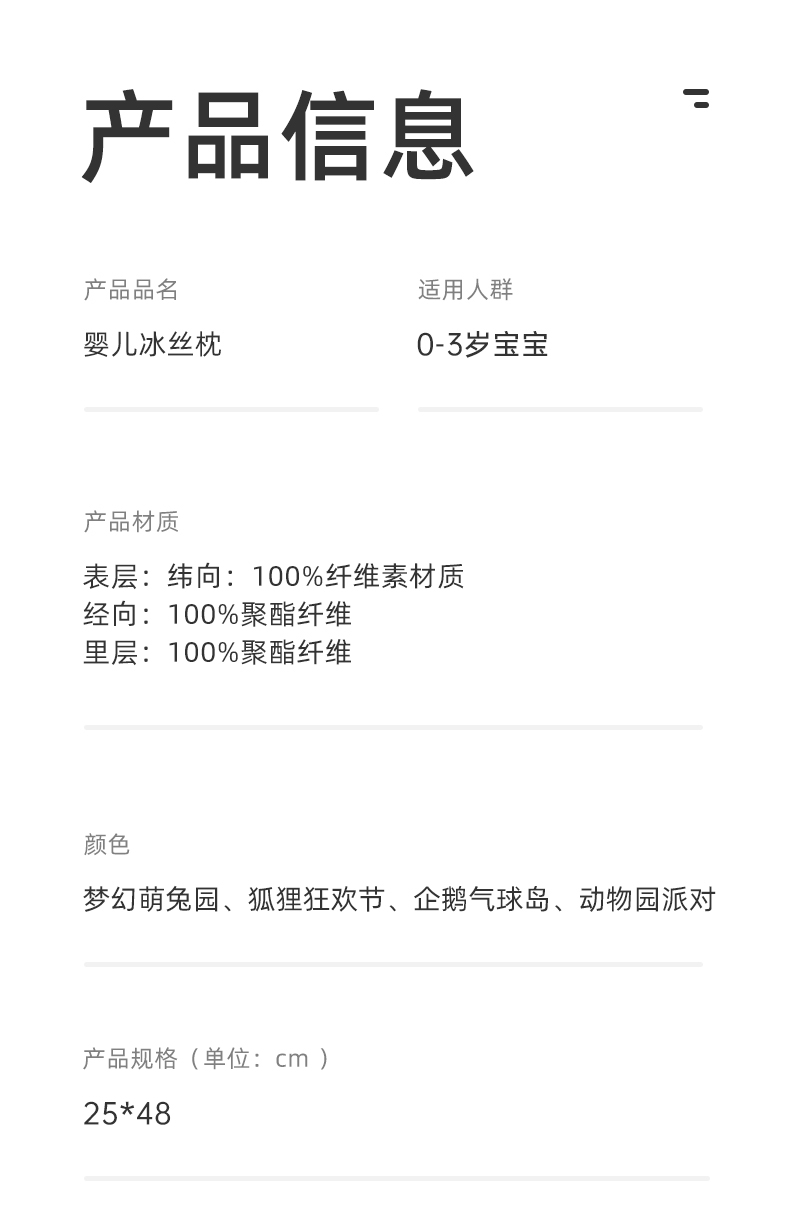 产品信息
产品品名
适用人群
婴儿冰丝枕
0-3岁宝宝
产品材质
表层：纬向：100%纤维素材质
经向：100%聚酯纤维
里层：100%聚酯纤维
颜色
梦幻萌兔园、狐狸狂欢节、企鹅气球岛、动物园派对
产品规格（单位：cm ）
25*48